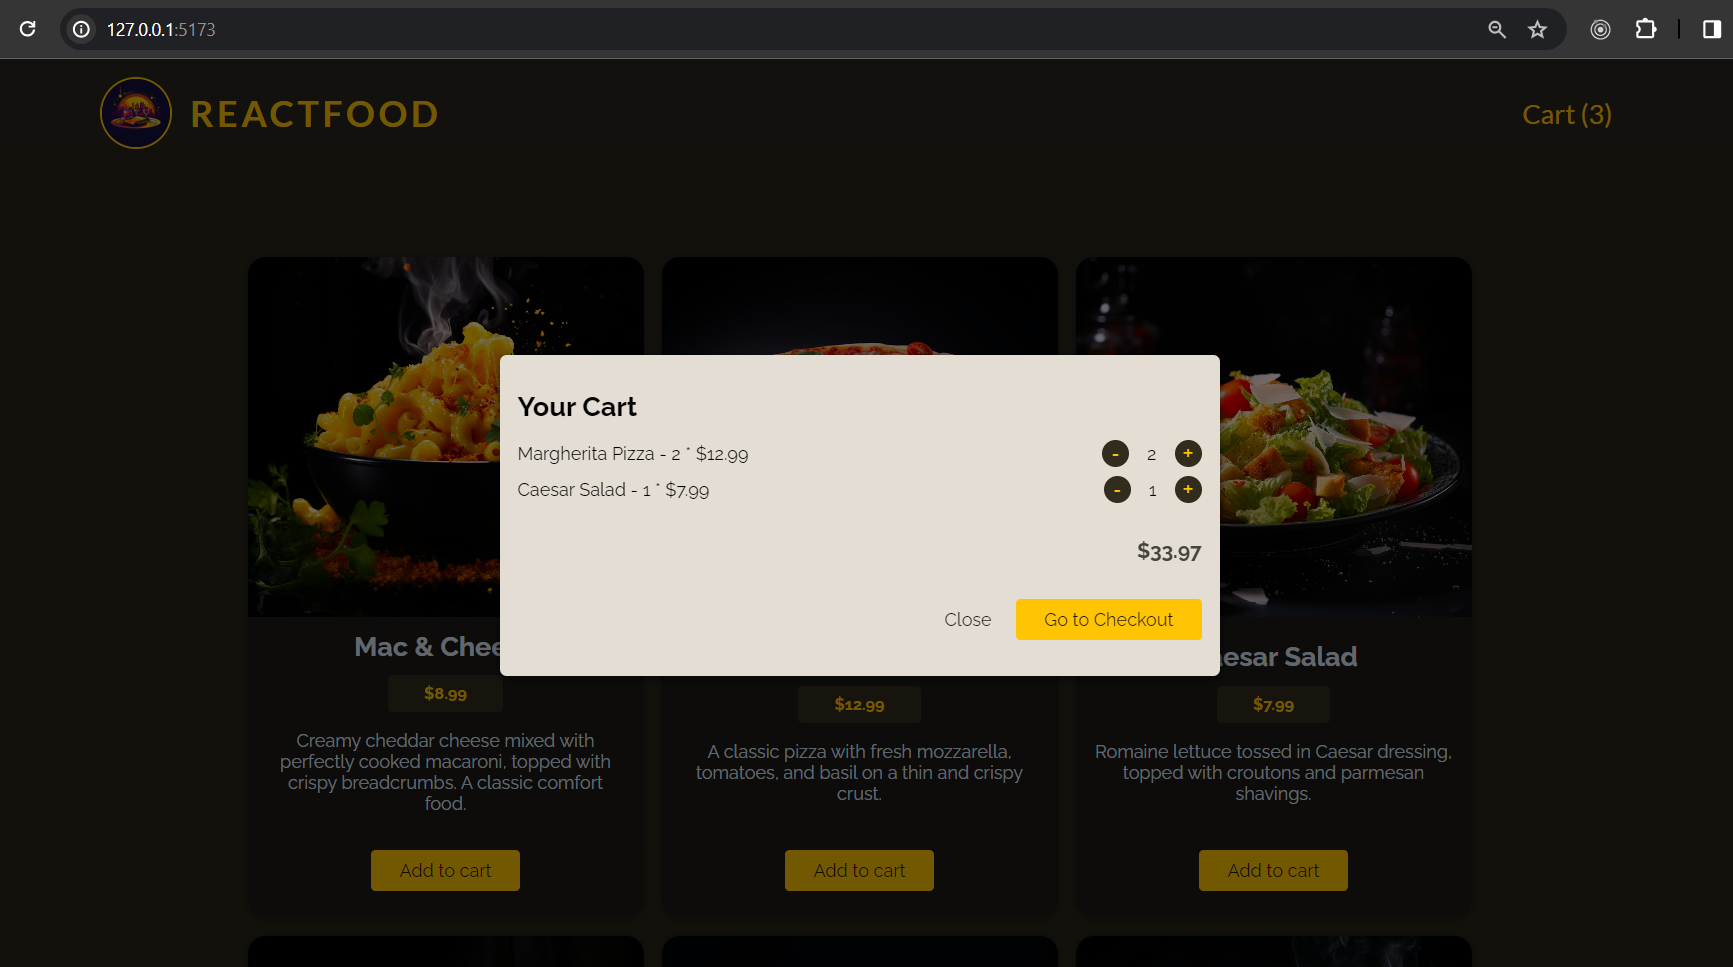 127.0.0.1:5173
REACTFOOD
Cart (3)
Your Cart
Margherita Pizza - 2 * $12.99
- 2 +
Caesar Salad - 1 * $7.99
- 1 +
$33.97
Close
Go to Checkout
Mac & Chee
$8.99
Creamy cheddar cheese mixed with
perfectly cooked macaroni, topped with
crispy breadcrumbs. A classic comfort
food.
Add to cart
$12.99
A classic pizza with fresh mozzarella,
tomatoes, and basil on a thin and crispy
crust.
Add to cart
aesar Salad
$7.99
Romaine lettuce tossed in Caesar dressing,
topped with croutons and parmesan
shavings.
Add to cart